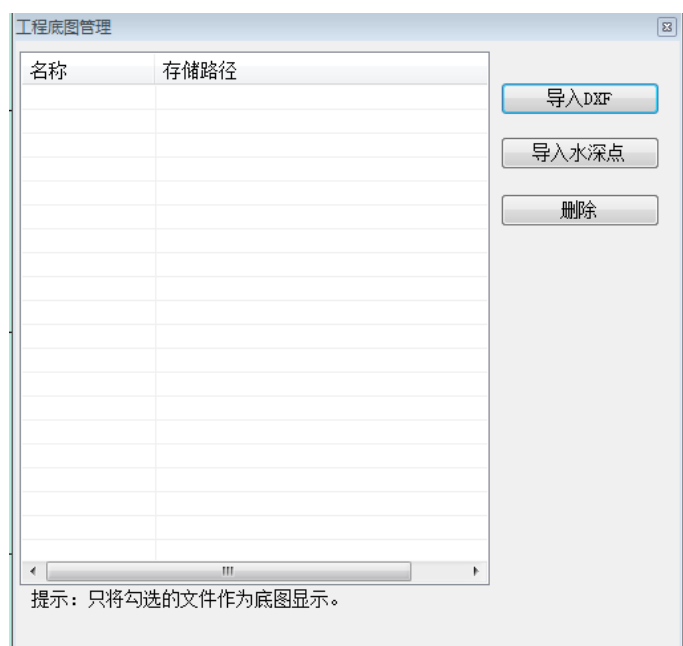 工程底图管理
名称 存储路径
导入DXF
导入水深点
删除
提示：只将勾选的文件作为底图显示。